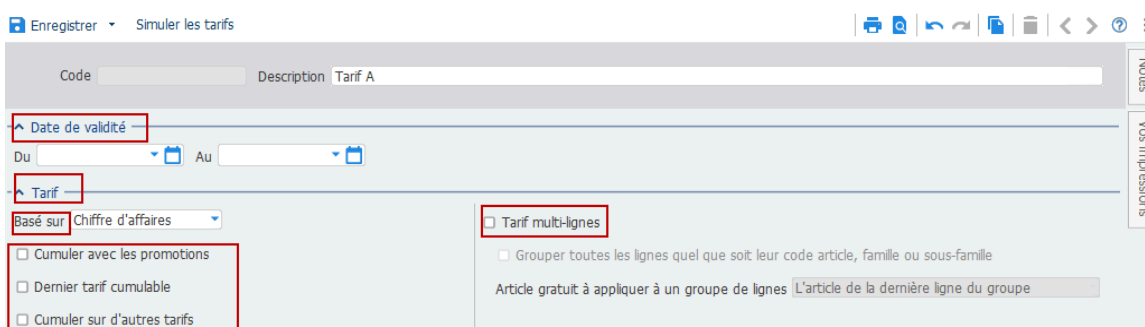 Enregistrer Simuler les tarifs
Code Description Tarif A
Notes
Date de validité
Du Au
Vos impressions
Tarif
Basé sur Chiffre d'affaires
Tarif multi-lignes
Cumuler avec les promotions
Grouper toutes les lignes quel que soit leur code article, famille ou sous-famille
Dernier tarif cumulable
Article gratuit à appliquer à un groupe de lignes L'article de la dernière ligne du groupe
Cumuler sur d'autres tarifs